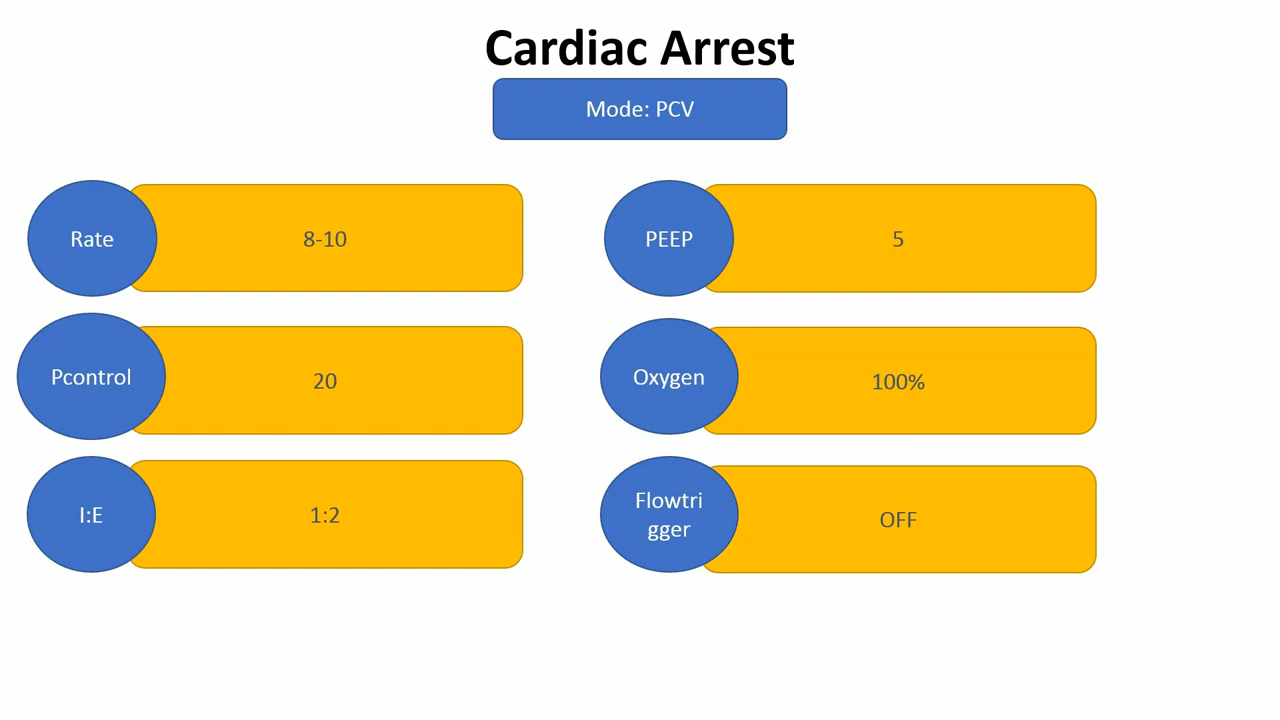 Cardiac Arrest
Mode: PCV
Rate
8-10
Pcontrol
20
I:E
1:2
PEEP
5
Oxygen
100%
Flowtri
gger
OFF